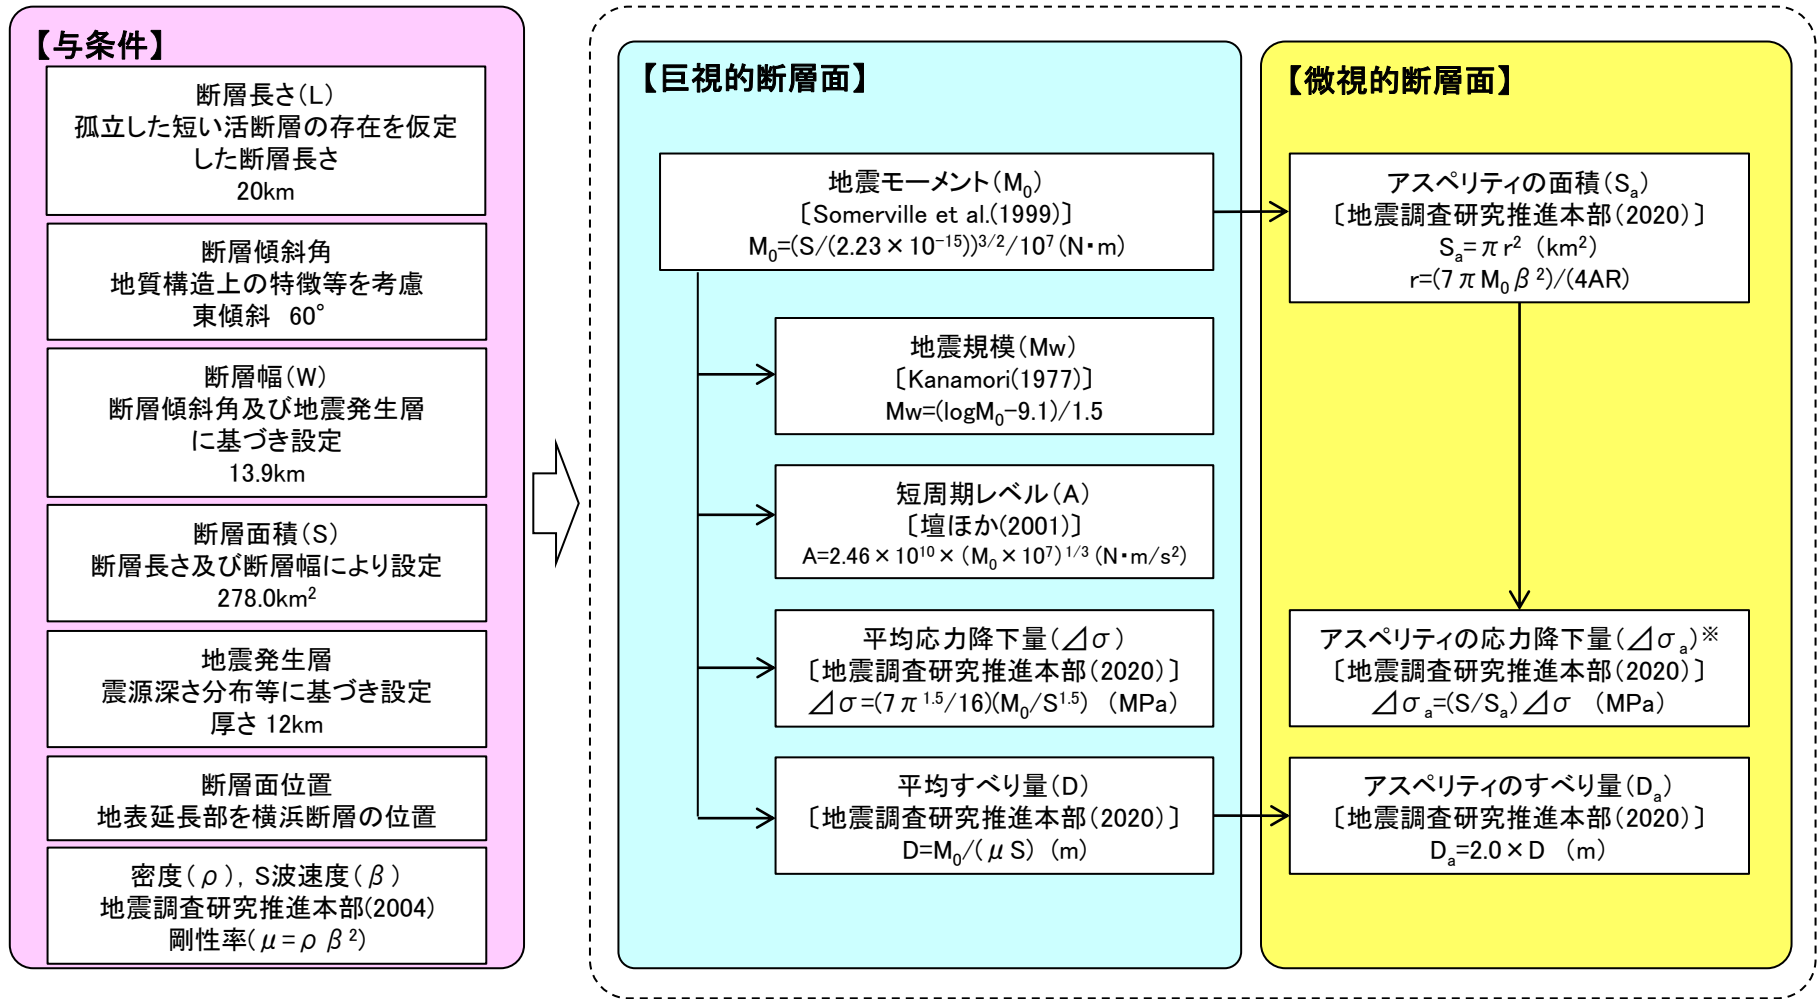 【与条件】
断層長さ(L)
孤立した短い活断層の存在を仮定
した断層長さ
20km
断層傾斜角
地質構造上の特徴等を考慮
東傾斜 60°
断層幅(W)
断層傾斜角及び地震発生層
に基づき設定
13.9km
断層面積(S)
断層長さ及び断層幅により設定
278.0km²
地震発生層
震源深さ分布等に基づき設定
厚さ 12km
断層面位置
地表延長部を横浜断層の位置
密度(ρ), S波速度(β)
地震調査研究推進本部(2004)
剛性率(μ=ρβ²)
【巨視的断層面】
地震モーメント(M₀)
〔Somerville et al.(1999)〕
M₀=(S/(2.23×10⁻¹⁵))³ᐟ²/10⁷(N・m)
地震規模(Mw)
〔Kanamori(1977)〕
Mw=(logM₀-9.1)/1.5
短周期レベル(A)
〔壇ほか(2001)〕
A=2.46×10¹⁰×(M₀×10⁷)¹ᐟ³(N・m/s²)
平均応力降下量(⊿σ)
〔地震調査研究推進本部(2020)〕
⊿σ=(7π^1.5/16)(M₀/S^1.5) (MPa)
平均すべり量(D)
〔地震調査研究推進本部(2020)〕
D=M₀/(μS) (m)
【微視的断層面】
アスペリティの面積(Sₐ)
〔地震調査研究推進本部(2020)〕
Sₐ=πr² (km²)
r=(7πM₀β²)/(4AR)
アスペリティの応力降下量(⊿σₐ)※
〔地震調査研究推進本部(2020)〕
⊿σₐ=(S/Sₐ)⊿σ (MPa)
アスペリティのすべり量(Dₐ)
〔地震調査研究推進本部(2020)〕
Dₐ=2.0×D (m)